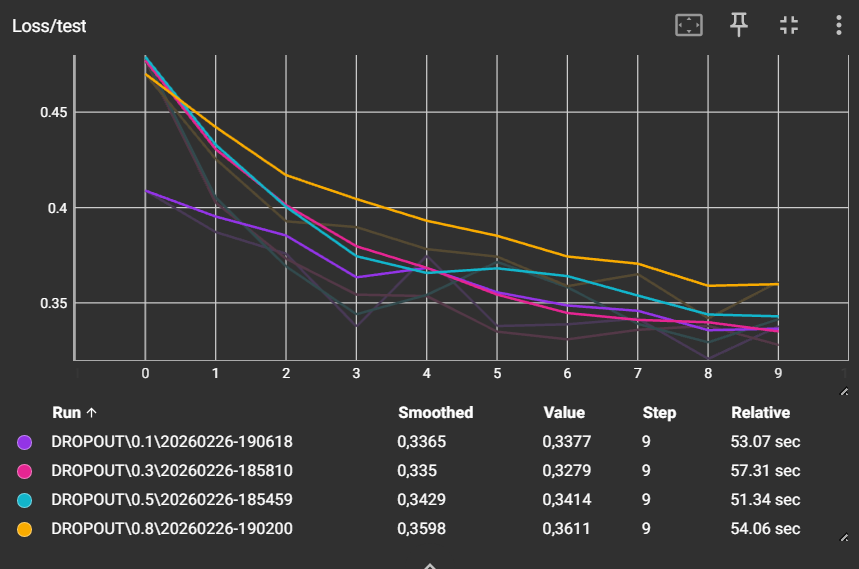 Loss/test
0.45
0.4
0.35
0 1 2 3 4 5 6 7 8 9
Run ↑ Smoothed Value Step Relative
DROPOUT\0.1\20260226-190618 0,3365 0,3377 9 53.07 sec
DROPOUT\0.3\20260226-185810 0,335 0,3279 9 57.31 sec
DROPOUT\0.5\20260226-185459 0,3429 0,3414 9 51.34 sec
DROPOUT\0.8\20260226-190200 0,3598 0,3611 9 54.06 sec